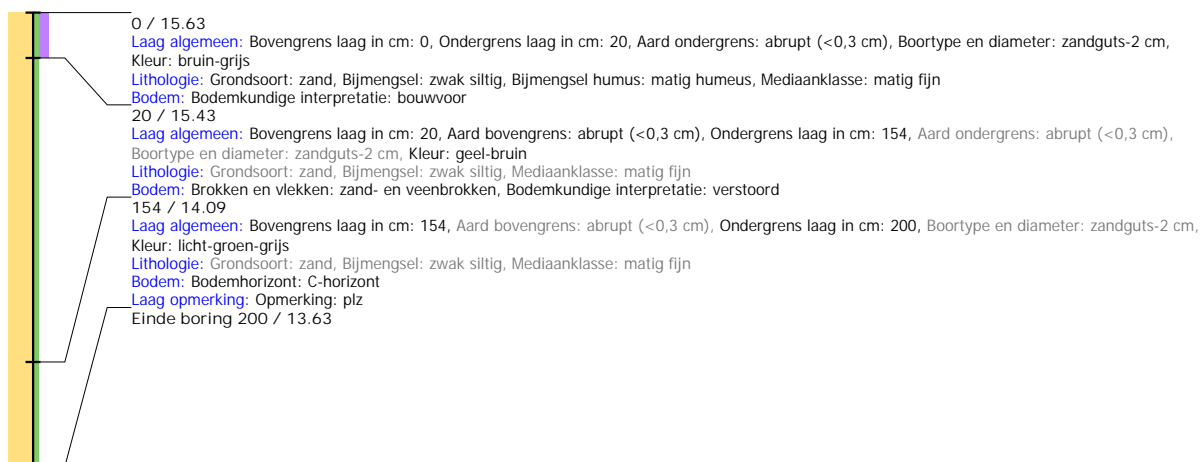 0 / 15.63
Laag algemeen: Bovengrens laag in cm: 0, Ondergrens laag in cm: 20, Aard ondergrens: abrupt (<0,3 cm), Boortype en diameter: zandguts-2 cm,
Kleur: bruin-grijs
Lithologie: Grondsoort: zand, Bijmengsel: zwak siltig, Bijmengsel humus: matig humeus, Mediaanklasse: matig fijn
Bodem: Bodemkundige interpretatie: bouwvoor
20 / 15.43
Laag algemeen: Bovengrens laag in cm: 20, Aard bovengrens: abrupt (<0,3 cm), Ondergrens laag in cm: 154, Aard ondergrens: abrupt (<0,3 cm),
Boortype en diameter: zandguts-2 cm, Kleur: geel-bruin
Lithologie: Grondsoort: zand, Bijmengsel: zwak siltig, Mediaanklasse: matig fijn
Bodem: Brokken en vlekken: zand- en veenbrokken, Bodemkundige interpretatie: verstoord
154 / 14.09
Laag algemeen: Bovengrens laag in cm: 154, Aard bovengrens: abrupt (<0,3 cm), Ondergrens laag in cm: 200, Boortype en diameter: zandguts-2 cm,
Kleur: licht-groen-grijs
Lithologie: Grondsoort: zand, Bijmengsel: zwak siltig, Mediaanklasse: matig fijn
Bodem: Bodemhorizont: C-horizont
Laag opmerking: Opmerking: plz
Einde boring 200 / 13.63